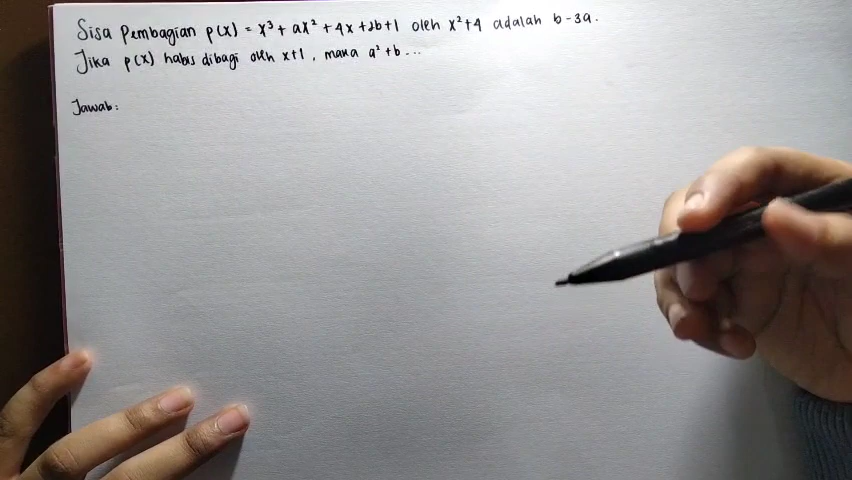 Sisa Pembagian p(x) = x³ + ax² + 4x + 2b + 1 oleh x² + 4 adalah b - 3a.
Jika p(x) habis dibagi oleh x+1, maka a² + b ...
Jawab: